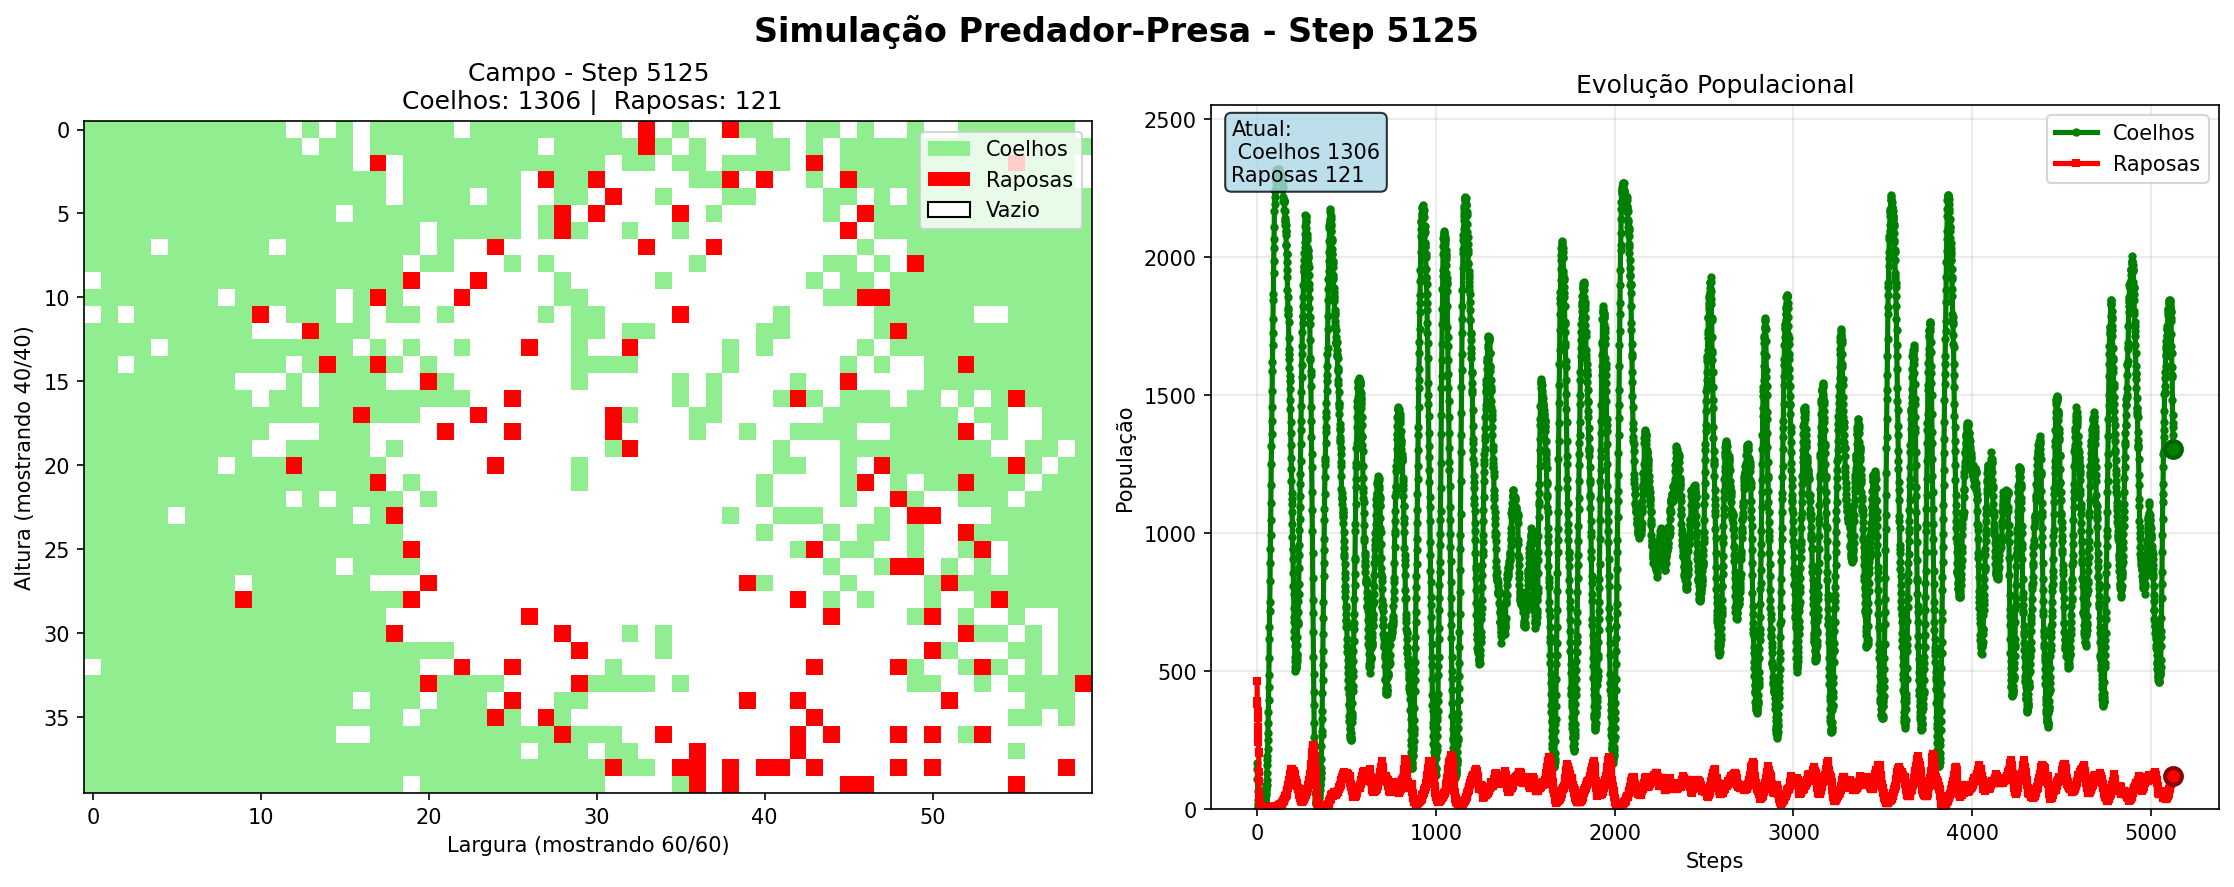 Simulação Predador-Presa - Step 5125
Campo - Step 5125
Coelhos: 1306 |  Raposas: 121
Coelhos
Raposas
Vazio
0
5
10
15
20
25
30
35
Altura (mostrando 40/40)
0
10
20
30
40
50
Largura (mostrando 60/60)
Evolução Populacional
Atual:
Coelhos 1306
Raposas 121
Coelhos
Raposas
2500
2000
1500
1000
500
0
População
0
1000
2000
3000
4000
5000
Steps